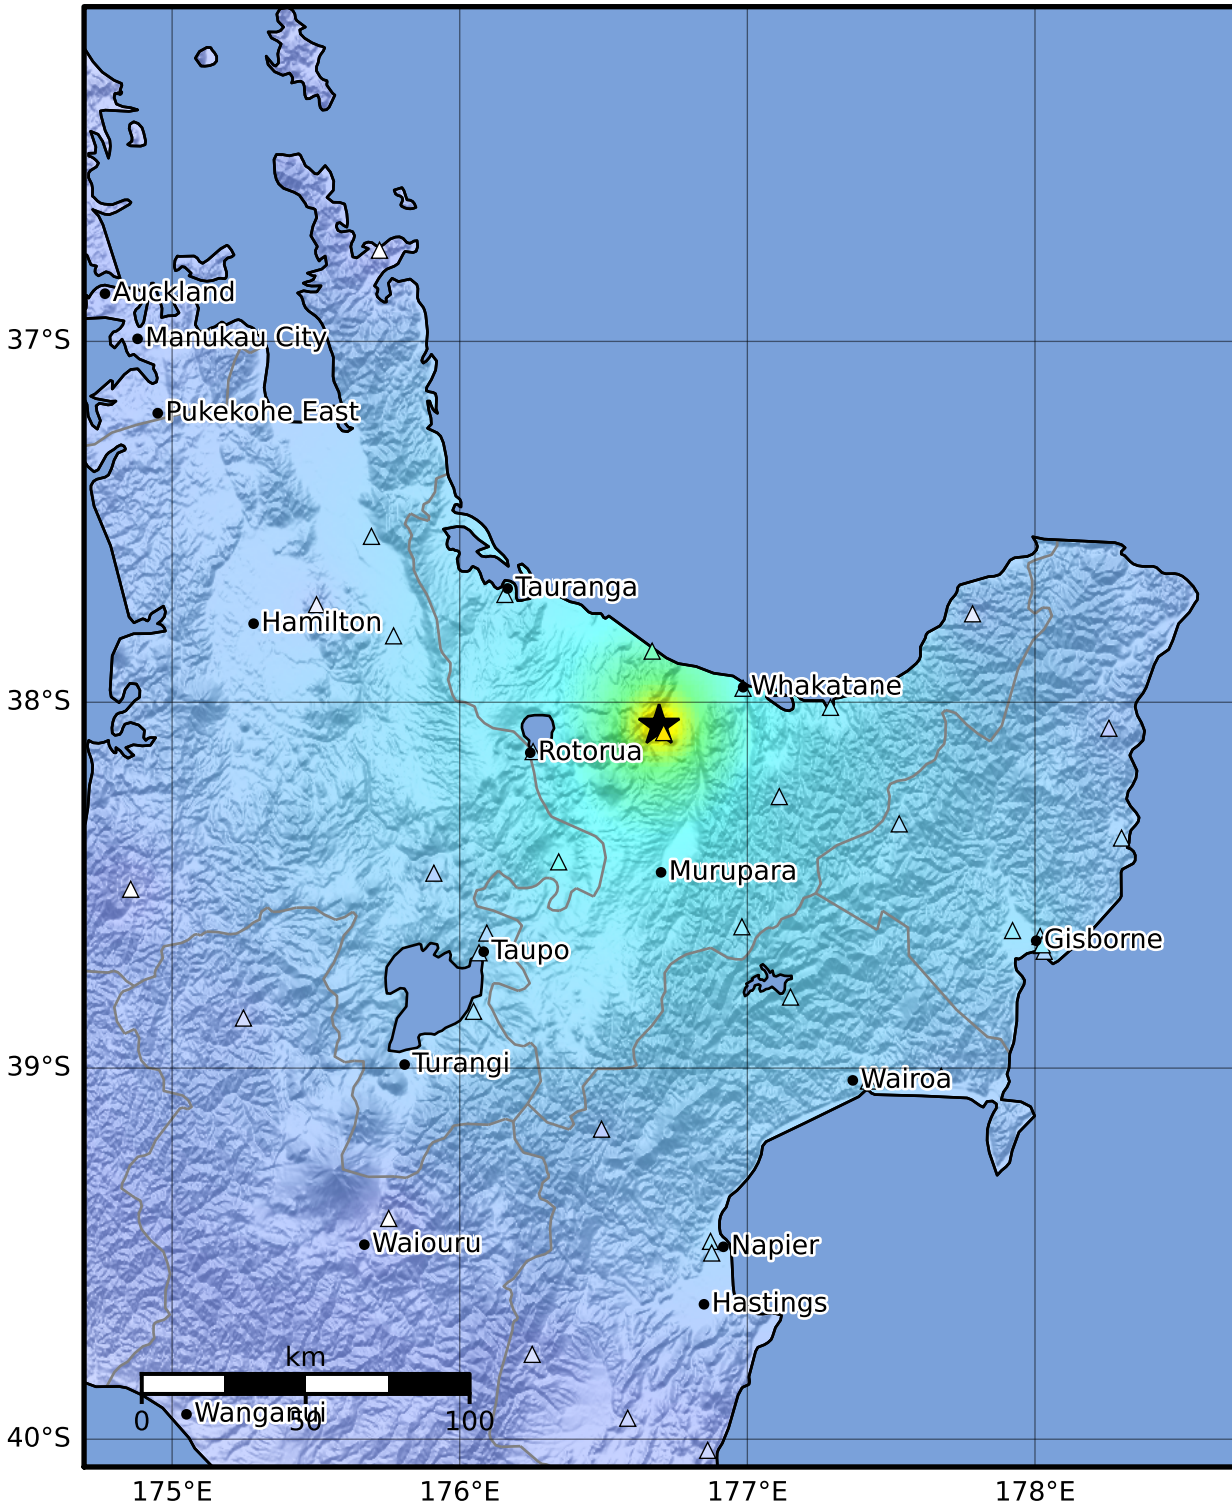 Auckland
37°S
Manukau City
Pukekohe East
Tauranga
Hamilton
Whakatane
38°S
Rotorua
Murupara
Gisborne
Taupo
39°S
Turangi
Wairoa
Waiouru
Napier
Hastings
km
Wanganui
0 50 100
40°S
175°E 176°E 177°E 178°E